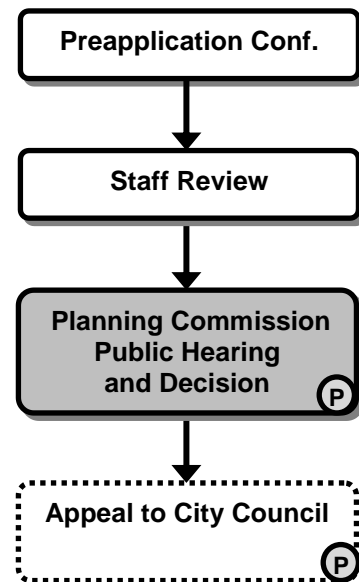 Preapplication Conf.
Staff Review
Planning Commission
Public Hearing
and Decision
P
Appeal to City Council
P